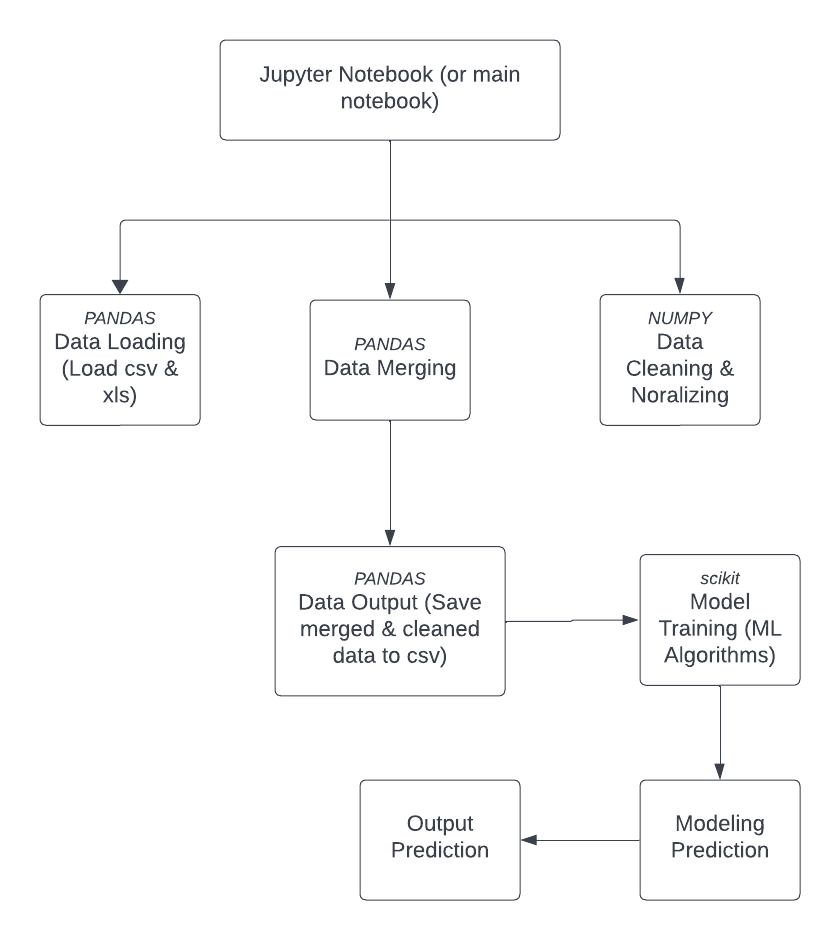 Jupyter Notebook (or main
notebook)
PANDAS
Data Loading
(Load csv &
xls)
PANDAS
Data Merging
NUMPY
Data
Cleaning &
Noralizing
PANDAS
Data Output (Save
merged & cleaned
data to csv)
scikit
Model
Training (ML
Algorithms)
Output
Prediction
Modeling
Prediction